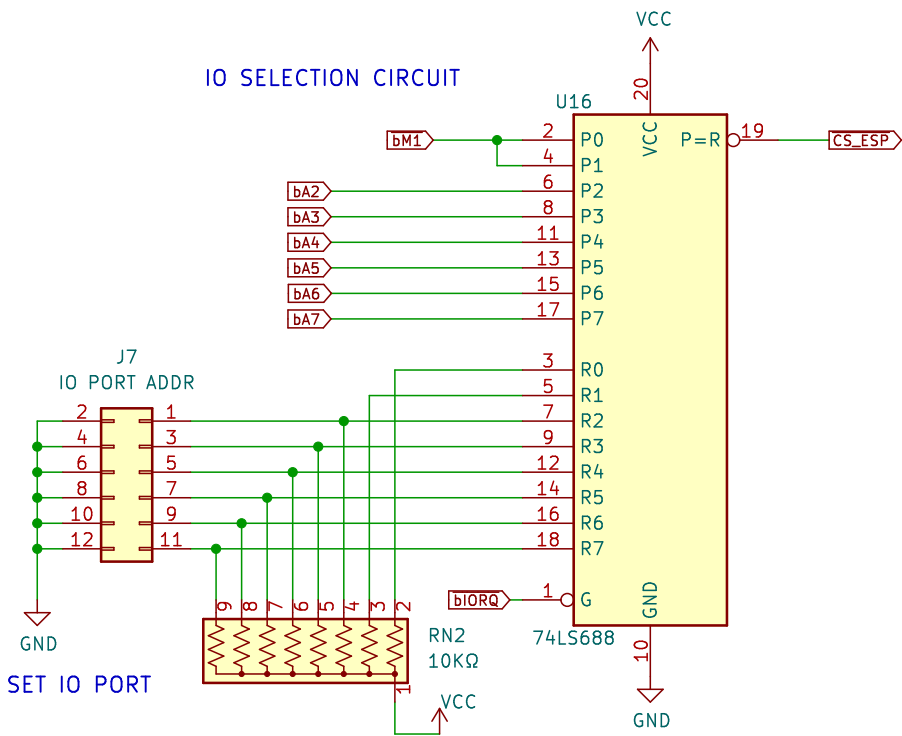 VCC
IO SELECTION CIRCUIT
20
U16
bM1
2
P0
VCC
P=R
19
CS_ESP
4
P1
bA2
6
P2
bA3
8
P3
bA4
11
P4
bA5
13
P5
bA6
15
P6
bA7
17
P7
J7
IO PORT ADDR
3
R0
5
R1
2
1
7
R2
4
3
9
R3
6
5
12
R4
8
7
14
R5
10
9
16
R6
12
11
18
R7
bIORQ
1
G
GND
9
8
7
6
5
4
3
2
GND
RN2
10KΩ
74LS688
10
SET IO PORT
1
VCC
GND